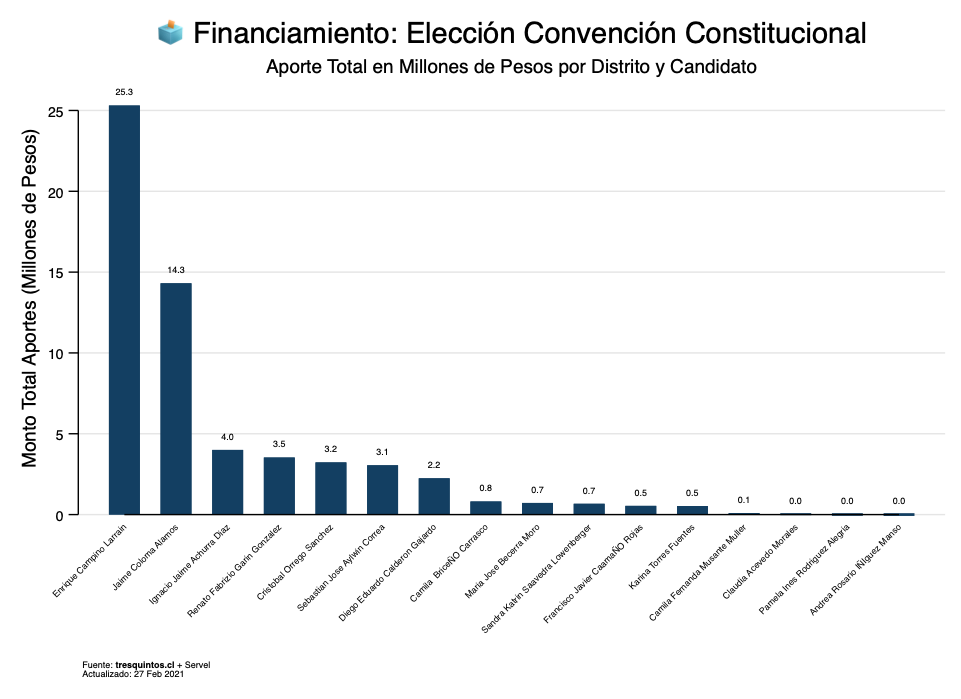 Financiamiento: Elección Convención Constitucional
Aporte Total en Millones de Pesos por Distrito y Candidato
Monto Total Aportes (Millones de Pesos)
25
20
15
10
5
0
25.3
14.3
4.0
3.5
3.2
3.1
2.2
0.8
0.7
0.7
0.5
0.5
0.1
0.0
0.0
0.0
Enrique Campino Larrain
Jaime Coloma Alamos
Ignacio Jaime Achurra Diaz
Renato Fabrizio Garin Gonzalez
Cristobal Orrego Sanchez
Sebastian Jose Aylwin Correa
Diego Eduardo Calderon Gajardo
Camila BriceÑO Carrasco
Maria Jose Becerra Moro
Sandra Katrin Saavedra Lowenberger
Francisco Javier CaamaÑO Rojas
Karina Torres Fuentes
Camila Fernanda Musante Muller
Claudia Acevedo Morales
Pamela Ines Rodriguez Alegria
Andrea Rosario IÑIguez Manso
Fuente: tresquintos.cl + Servel
Actualizado: 27 Feb 2021